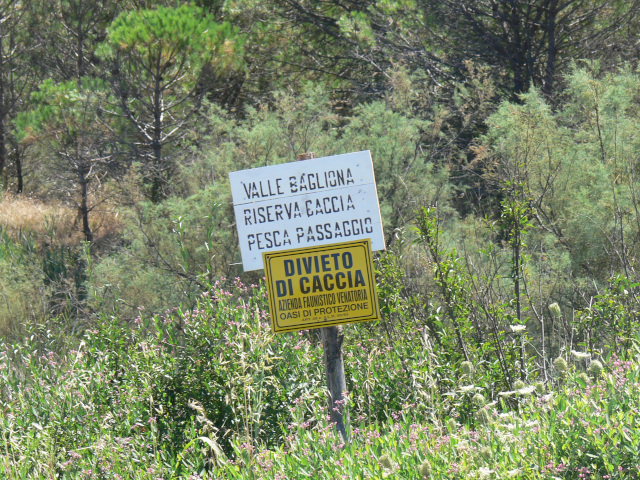 VALLE BAGLIONA
RISERVA CACCIA
PESCA PASSAGGIO
DIVIETO
DI CACCIA
AZIENDA FAUNISTICO VENATORIA
OASI DI PROTEZIONE